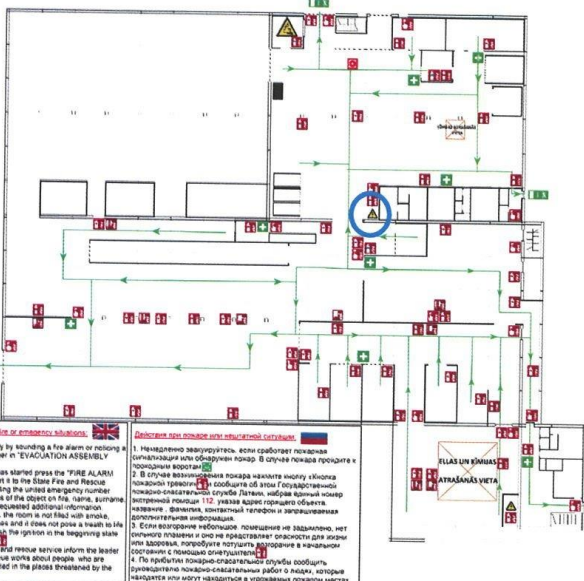 ELLAS UN ĶĪMIJAS
ATRAŠANĀS VIETA
re or emergency situations:
y by sounding a fire alarm or noticing a
er in "EVACUATION ASSEMBLY
as started press the "FIRE ALARM
rt it to the State Fire and Rescue
ing the united emergency number
s of the object on fire, name, surname,
equested additional information.
the room is not filled with smoke,
es and it does not pose a
h the ignition in the beggining state
and rescue service inform the leader
ue works about people who are
ed in the places threatened by the
Действия при пожаре или нештатной ситуации:
1. Немедленно эвакуируйтесь, если сработает пожарная
сигнализация или обнаружен пожар. В случае пожара пройдите к
проходным воротам
2. В случае возникновения пожара нажмите кнопку «Кнопка
пожарной тревоги» и сообщите об этом Государственной
пожарно-спасательной службе Латвии, набрав единый номер
экстренной помощи 112, указав адрес горящего объекта,
название, фамилия, контактный телефон и запрашиваемая
дополнительная информация.
3. Если возгорание небольшое, помещение не задымлено, нет
сильного пламени и оно не представляет опасности для жизни
или здоровья, попробуйте потушить возгорание в начальном
состоянии с помощью огнетушителя
4. По прибытии пожарно-спасательной службы сообщить
руководителю пожарно-спасательных работ о людях, которые
находятся или могут находиться в угрожаемых пожаром местах